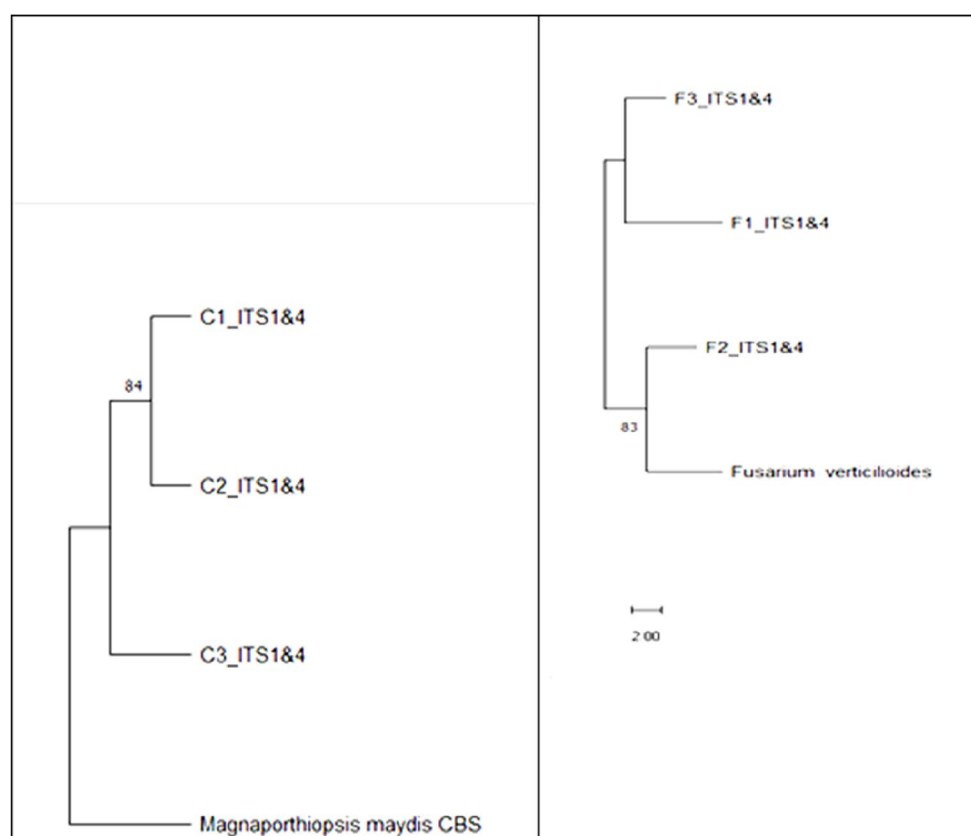 C1_ITS1&4
84
C2_ITS1&4
C3_ITS1&4
Magnaporthiopsis maydis CBS
F3_ITS1&4
F1_ITS1&4
F2_ITS1&4
83
Fusarium verticilioides
2.00